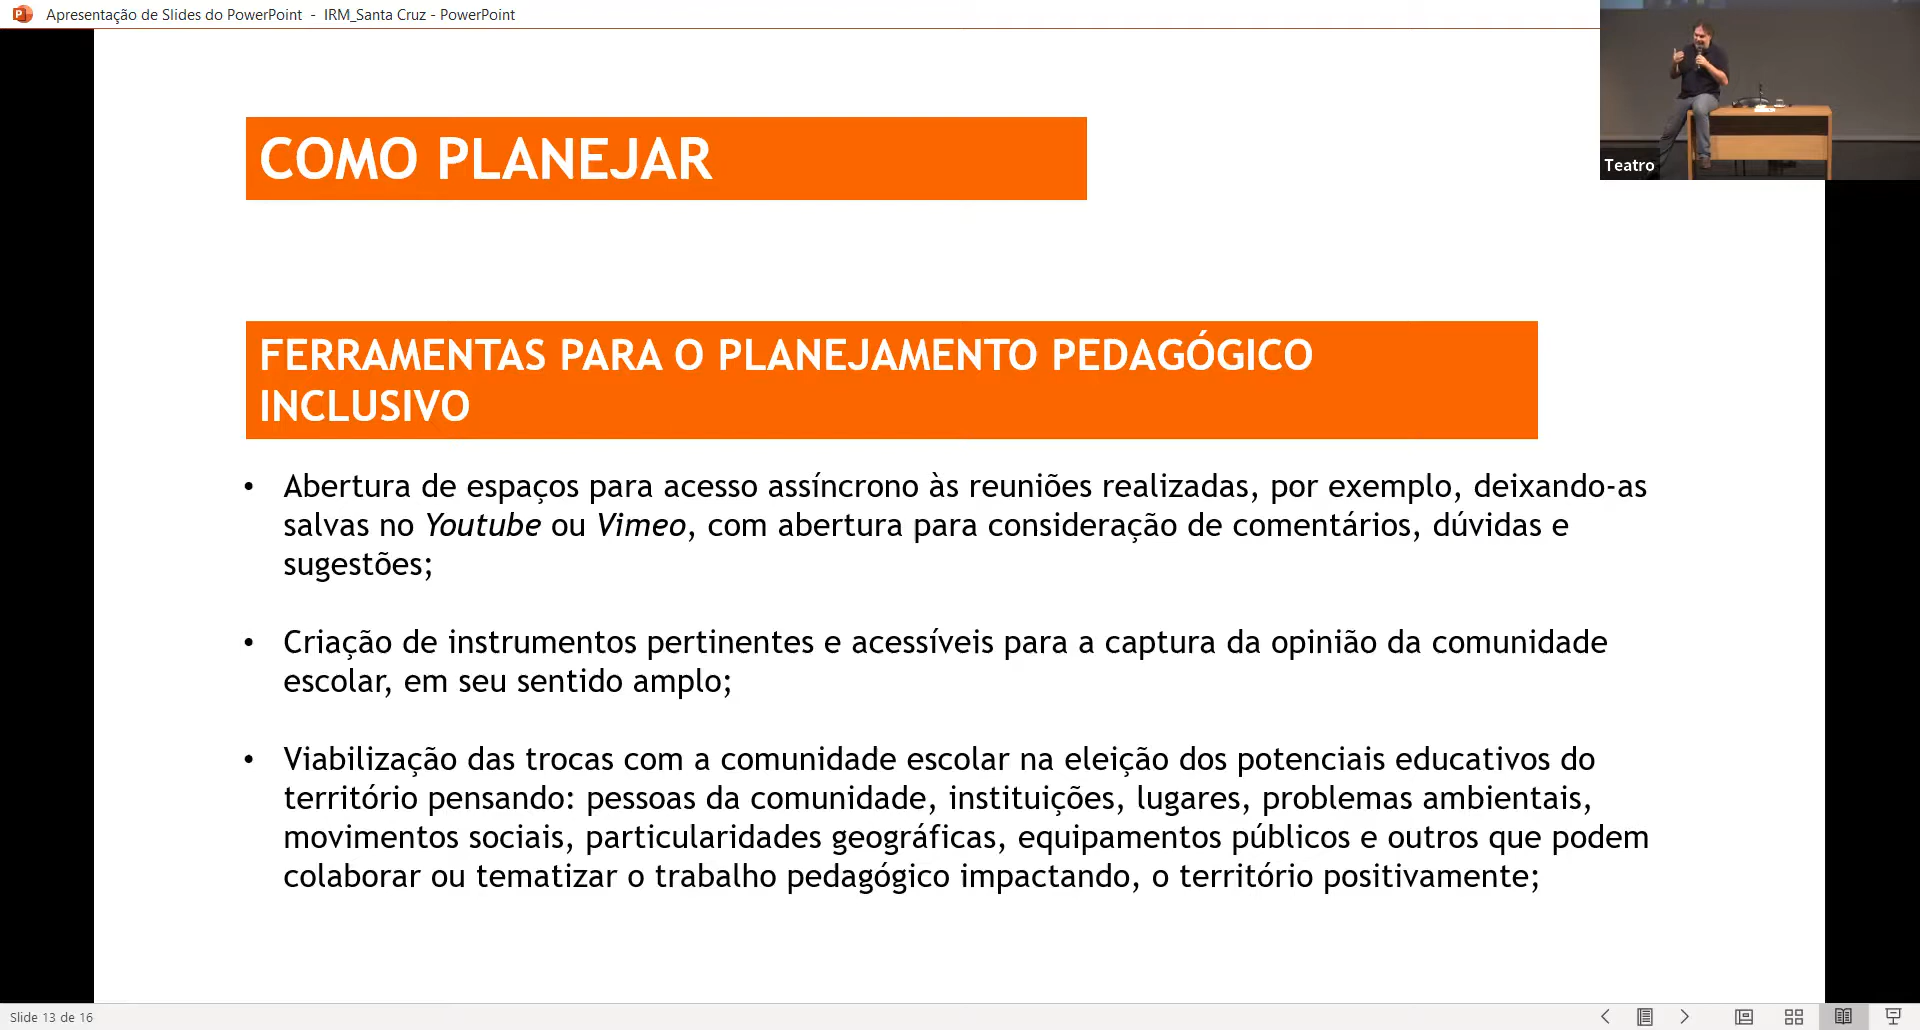 Apresentação de Slides do PowerPoint - IRM_Santa Cruz - PowerPoint
Teatro
COMO PLANEJAR
FERRAMENTAS PARA O PLANEJAMENTO PEDAGÓGICO
INCLUSIVO
• Abertura de espaços para acesso assíncrono às reuniões realizadas, por exemplo, deixando-as
salvas no Youtube ou Vimeo, com abertura para consideração de comentários, dúvidas e
sugestões;
• Criação de instrumentos pertinentes e acessíveis para a captura da opinião da comunidade
escolar, em seu sentido amplo;
• Viabilização das trocas com a comunidade escolar na eleição dos potenciais educativos do
território pensando: pessoas da comunidade, instituições, lugares, problemas ambientais,
movimentos sociais, particularidades geográficas, equipamentos públicos e outros que podem
colaborar ou tematizar o trabalho pedagógico impactando, o território positivamente;
Slide 13 de 16